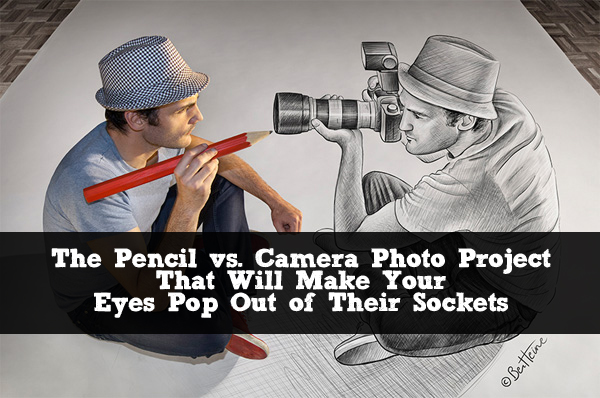 The Pencil vs. Camera Photo Project
That Will Make Your
Eyes Pop Out of Their Sockets
©BenHeine